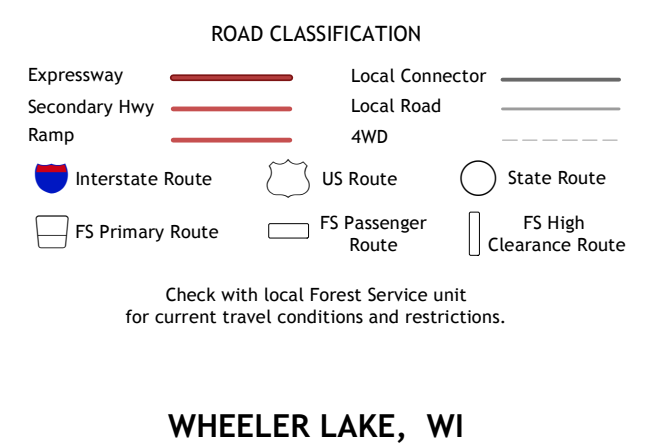 ROAD CLASSIFICATION
Expressway
Local Connector
Secondary Hwy
Local Road
Ramp
4WD
Interstate Route
US Route
State Route
FS Primary Route
FS Passenger
Route
FS High
Clearance Route
Check with local Forest Service unit
for current travel conditions and restrictions.
WHEELER LAKE, WI